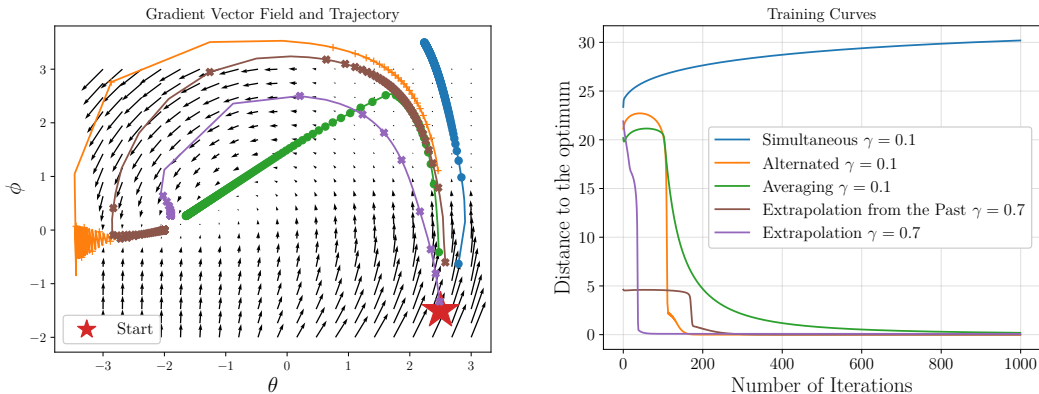 Gradient Vector Field and Trajectory
3
2
1
0
−1
−2
ϕ
Start
−3
−2
−1
0
1
2
3
θ
Training Curves
30
25
20
15
10
5
0
Distance to the optimum
Simultaneous γ = 0.1
Alternated γ = 0.1
Averaging γ = 0.1
Extrapolation from the Past γ = 0.7
Extrapolation γ = 0.7
0
200
400
600
800
1000
Number of Iterations